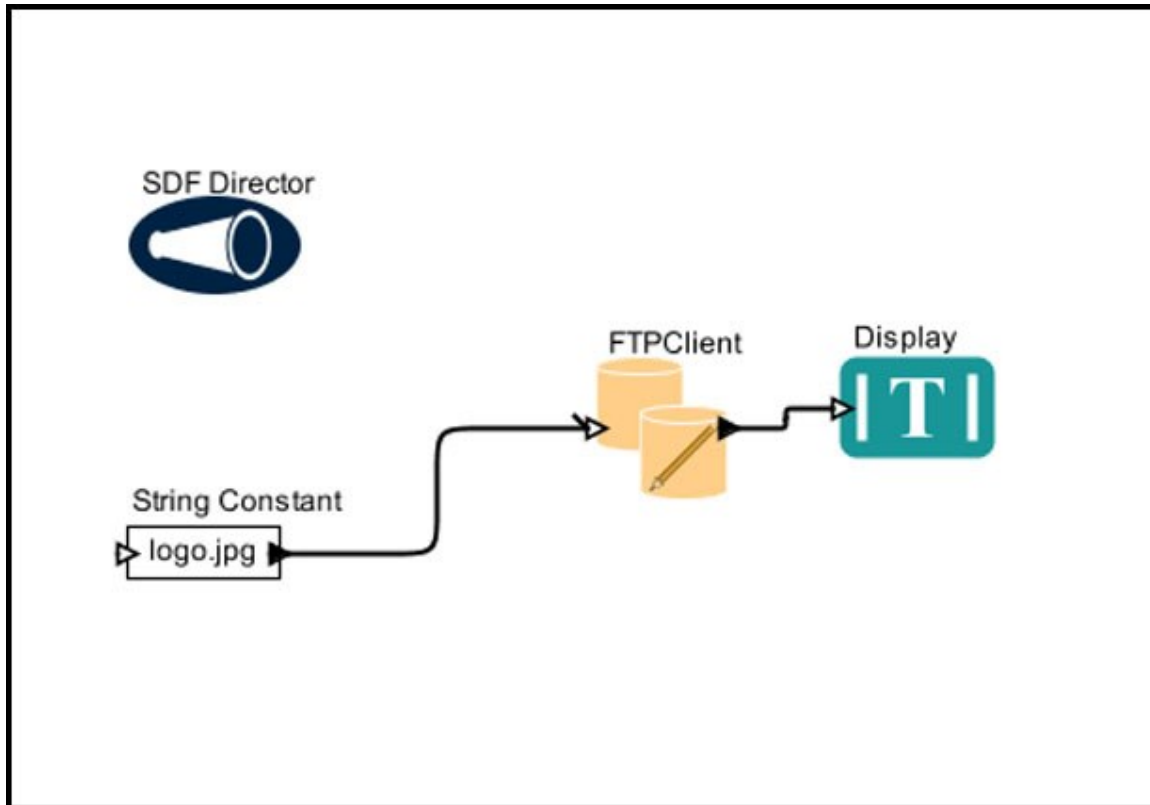 SDF Director
FTPClient
Display
T
String Constant
logo.jpg